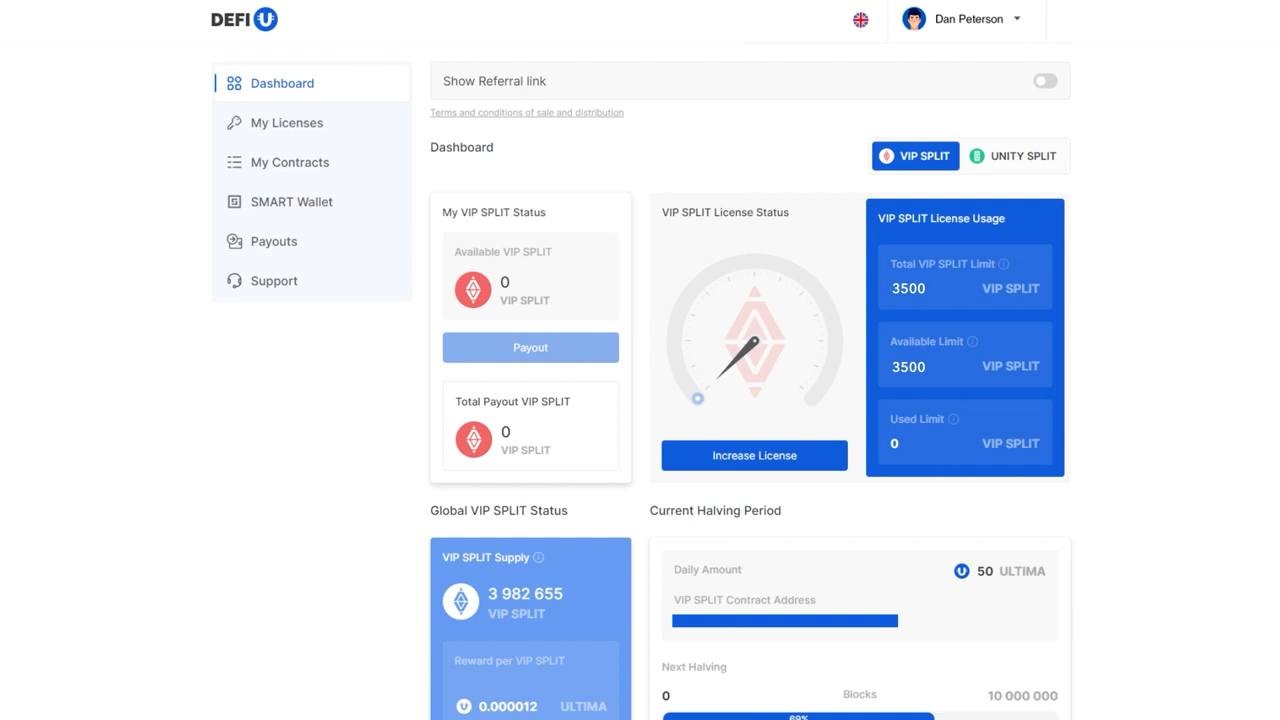 DEFI U
Dan Peterson
Dashboard
My Licenses
My Contracts
SMART Wallet
Payouts
Support
Show Referral link
Terms and conditions of sale and distribution
Dashboard
VIP SPLIT
UNITY SPLIT
My VIP SPLIT Status
Available VIP SPLIT
0
VIP SPLIT
Payout
Total Payout VIP SPLIT
0
VIP SPLIT
VIP SPLIT License Status
Increase License
VIP SPLIT License Usage
Total VIP SPLIT Limit
3500 VIP SPLIT
Available Limit
3500 VIP SPLIT
Used Limit
0 VIP SPLIT
Global VIP SPLIT Status
VIP SPLIT Supply
3 982 655
VIP SPLIT
Reward per VIP SPLIT
0.000012 ULTIMA
Current Halving Period
Daily Amount 50 ULTIMA
VIP SPLIT Contract Address
Next Halving
0 Blocks 10 000 000
69%